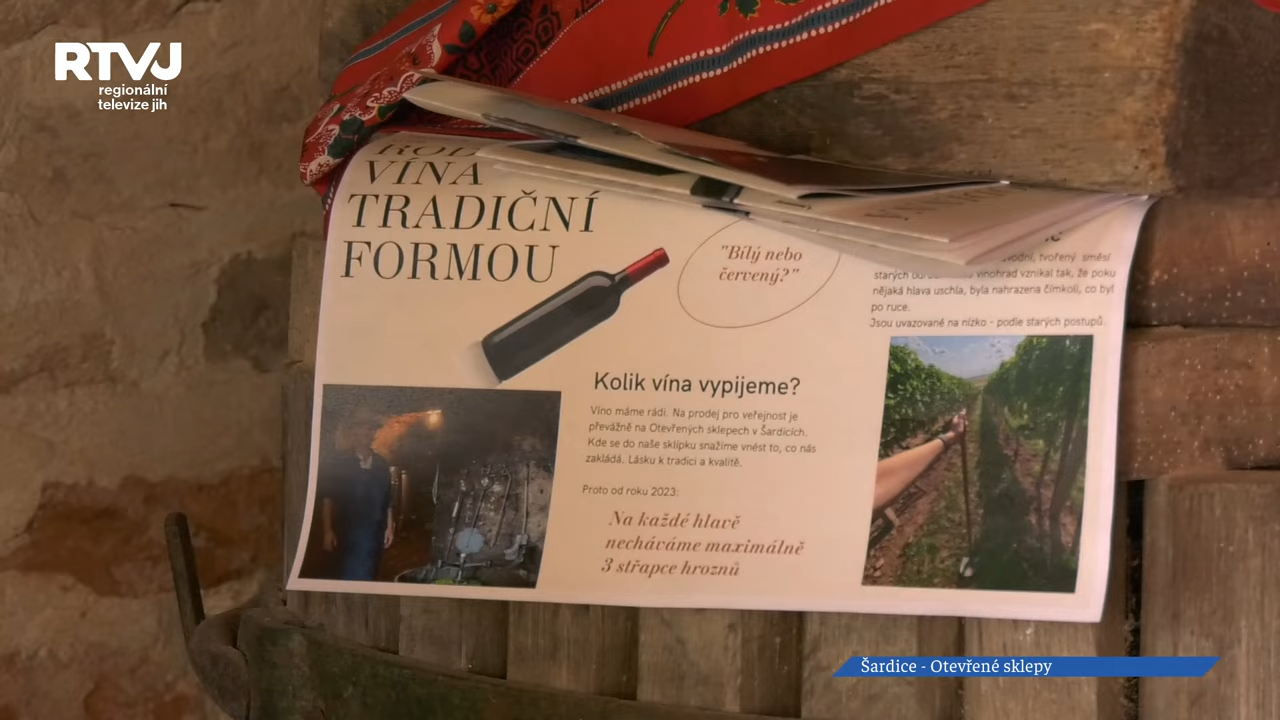 RTVJ
regionální
televize jih
VÍNA
TRADIČNÍ
FORMOU
"Bílý nebo
červený?"
tvořený směsí
starých vinohrad vznikal tak, že poku
nějaká hlava uschla, byla nahrazena čímkoli, co byl
po ruce.
Jsou uvazované na nízko - podle starých postupů.
Kolik vína vypijeme?
Víno máme rádi. Na prodej pro veřejnost je
převážně na Otevřených sklepech v Šardicích.
Kde se do naše sklípku snažíme vnést to, co nás
zakládá. Lásku k tradici a kvalitě.
Proto od roku 2023:
Na každé hlavě
necháváme maximálně
3 střapce hroznů
Šardice - Otevřené sklepy